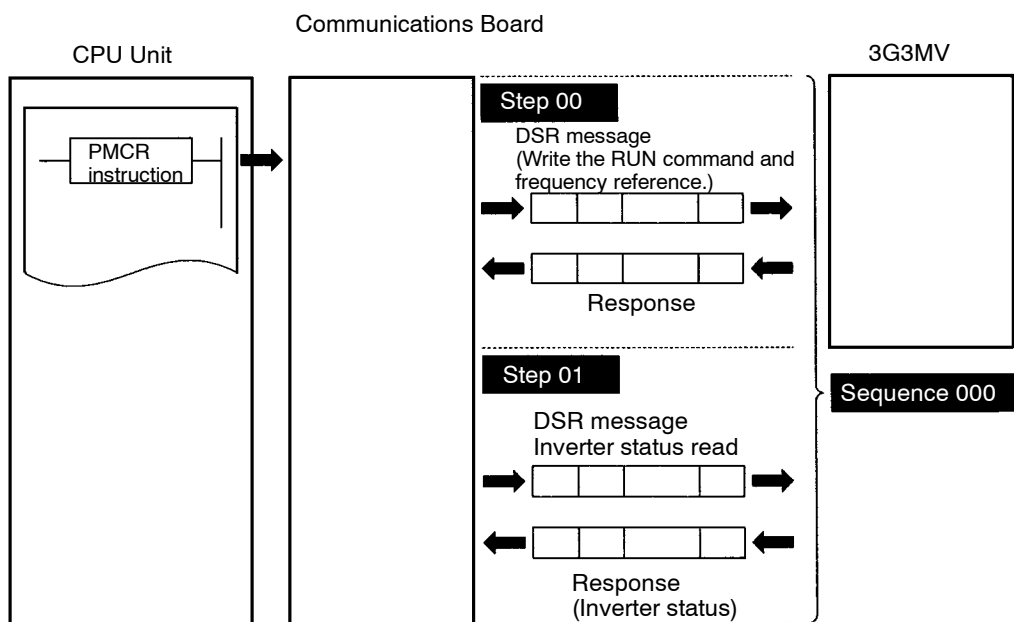 Communications Board
CPU Unit
3G3MV
PMCR
instruction
Step 00
DSR message
(Write the RUN command and
frequency reference.)
Response
Step 01
DSR message
Inverter status read
Response
(Inverter status)
Sequence 000